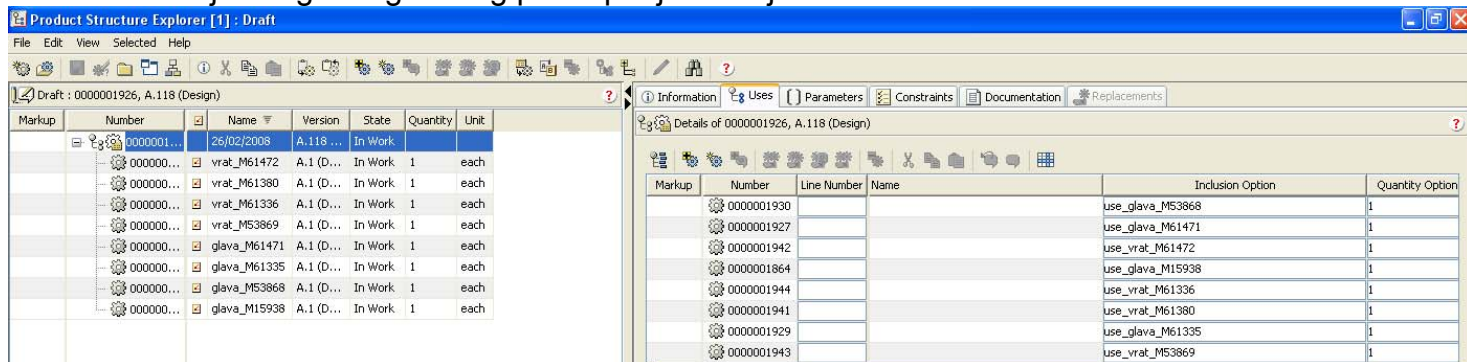 Product Structure Explorer [1] : Draft
File Edit View Selected Help
Draft : 0000001926, A.118 (Design)
Information Uses Parameters Constraints Documentation Replacements
Details of 0000001926, A.118 (Design)
Markup Number Name Version State Quantity Unit
0000001... 26/02/2008 A.118 ... In Work
000000... vrat_M61472 A.1 (D... In Work 1 each
000000... vrat_M61380 A.1 (D... In Work 1 each
000000... vrat_M61336 A.1 (D... In Work 1 each
000000... vrat_M53869 A.1 (D... In Work 1 each
000000... glava_M61471 A.1 (D... In Work 1 each
000000... glava_M61335 A.1 (D... In Work 1 each
000000... glava_M53868 A.1 (D... In Work 1 each
000000... glava_M15938 A.1 (D... In Work 1 each
Markup Number Line Number Name Inclusion Option Quantity Option
0000001930 use_glava_M53868 1
0000001927 use_glava_M61471 1
0000001942 use_vrat_M61472 1
0000001864 use_glava_M15938 1
0000001944 use_vrat_M61336 1
0000001941 use_vrat_M61380 1
0000001929 use_glava_M61335 1
0000001943 use_vrat_M53869 1